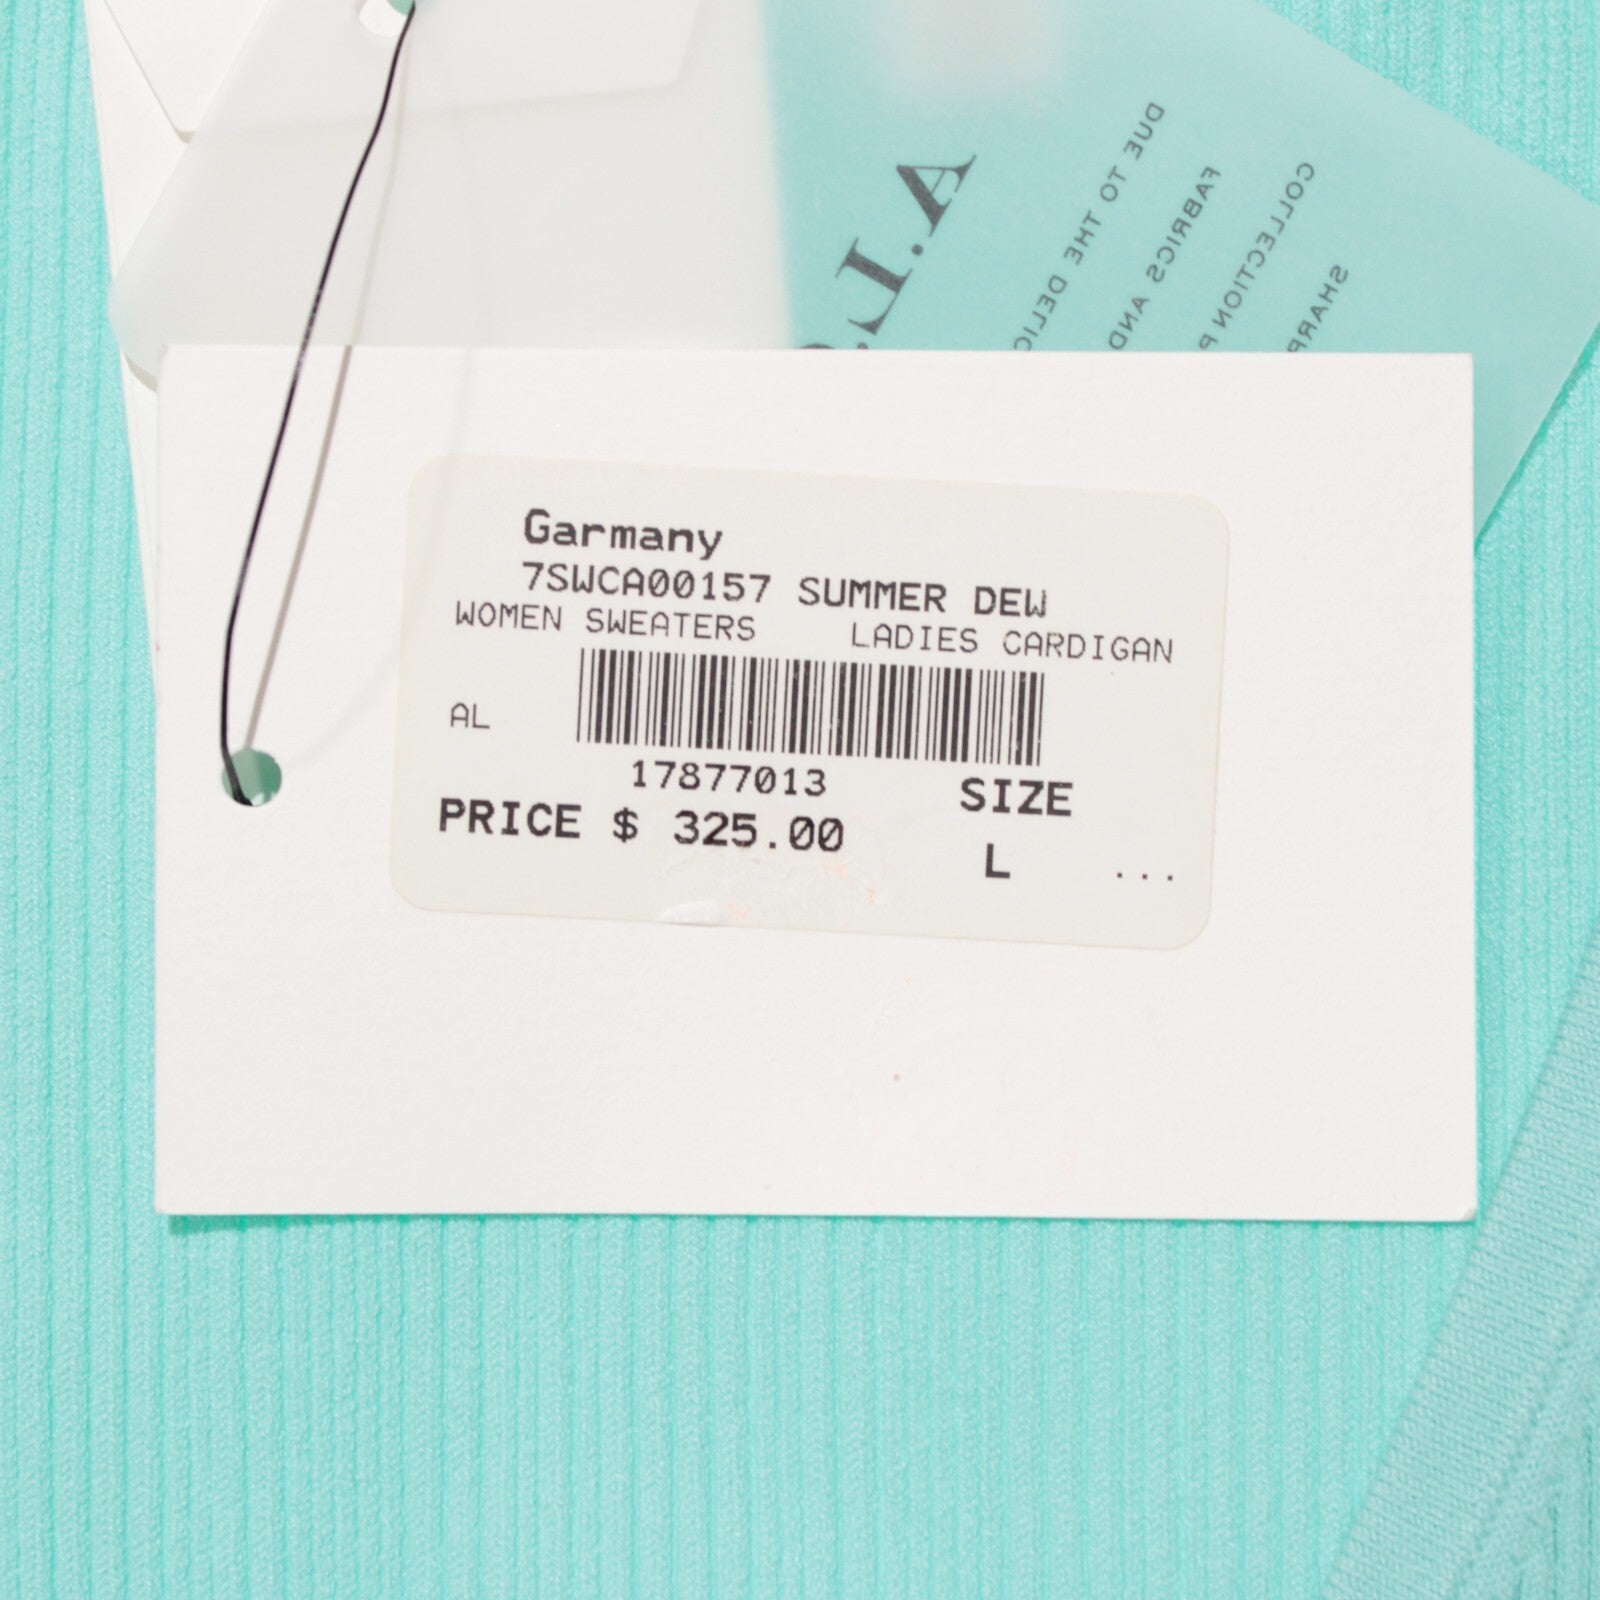 A.L.C.
DUE TO THE DELIC
FABRICS AND
COLLECTION P
SHARP
Garmany
7SWCA00157 SUMMER DEW
WOMEN SWEATERS LADIES CARDIGAN
AL
17877013
SIZE
PRICE $ 325.00
L ...